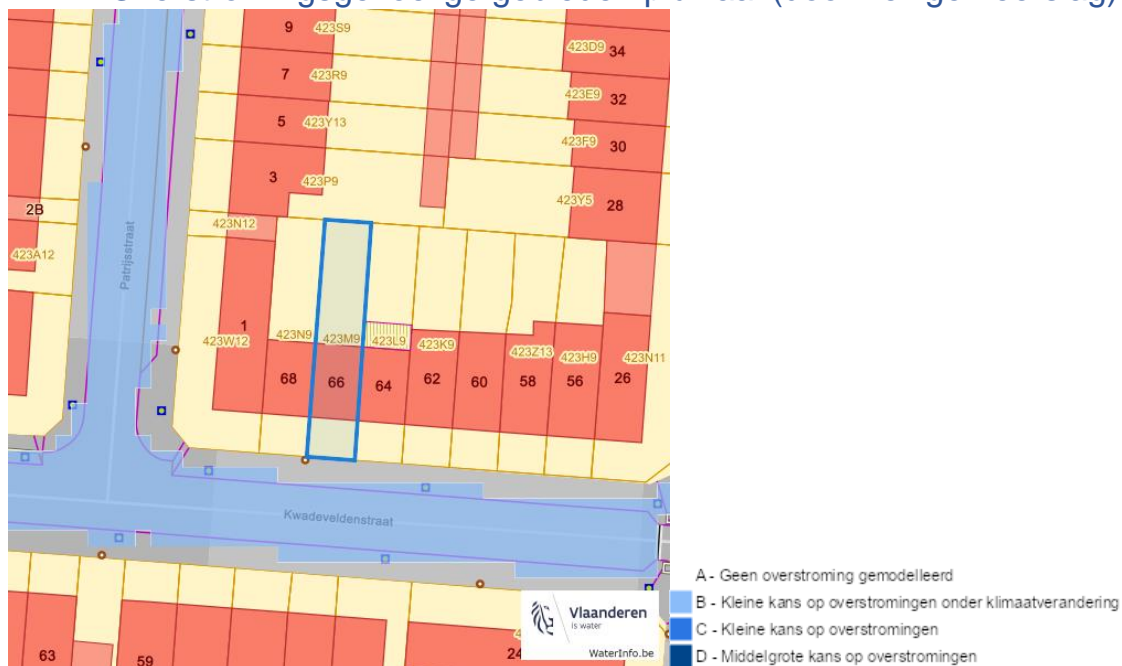 (
9 423S9
423D9 34
7 423R9
423E9 32
5 423Y13
423F9 30
3 423P9
423Y5 28
2B
423N12
423A12
Patrijsstraat
1
423W12 423N9 423M9 423L9 423K9 423Z13 423H9 423N11
68 66 64 62 60 58 56 26
Kwadeveldenstraat
Vlaanderen
is water
WaterInfo.be
63 59 24
A - Geen overstroming gemodelleerd
B - Kleine kans op overstromingen onder klimaatverandering
C - Kleine kans op overstromingen
D - Middelgrote kans op overstromingen